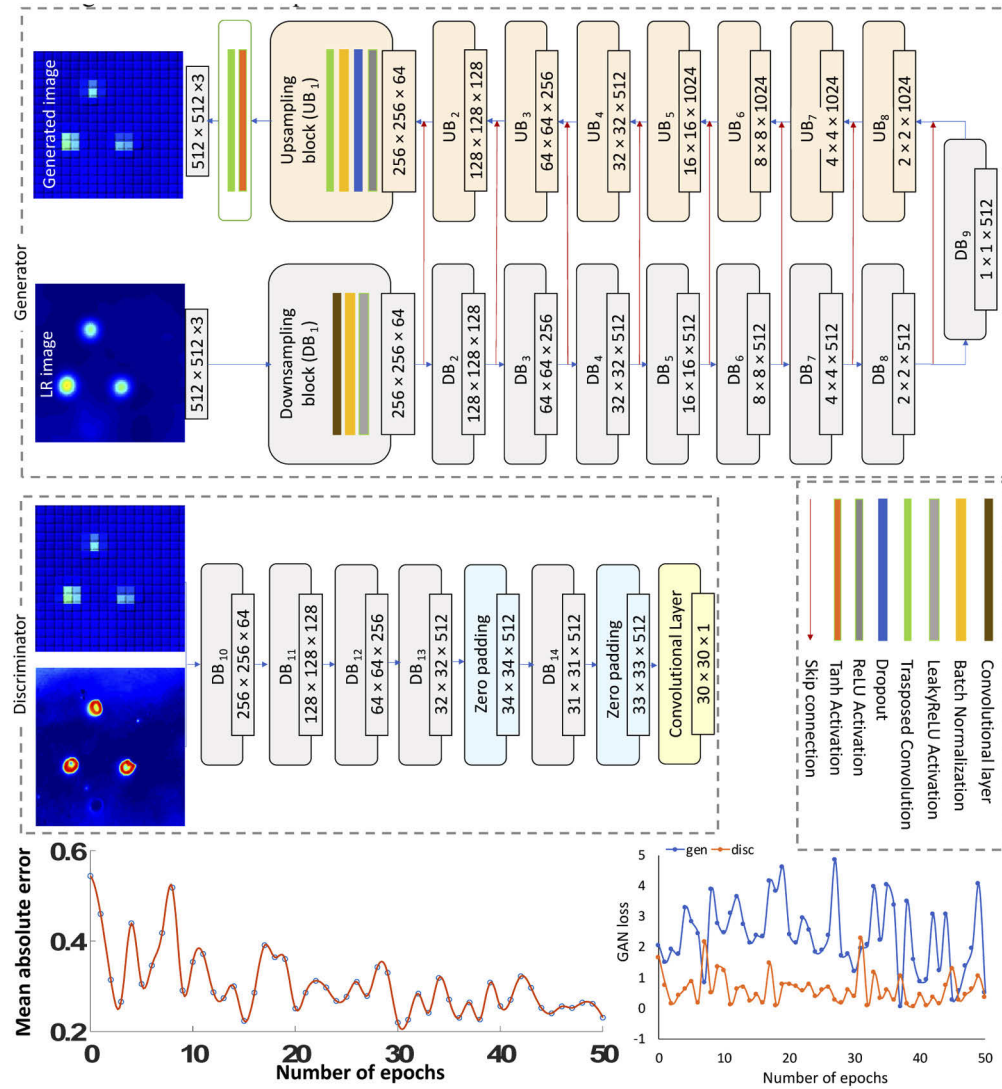 Generator
Generated image
512 × 512 ×3
Upsampling
block (UB1)
256 × 256 × 64
UB2
128 × 128 × 128
UB3
64 × 64 × 256
UB4
32 × 32 × 512
UB5
16 × 16 × 1024
UB6
8 × 8 × 1024
UB7
4 × 4 × 1024
UB8
2 × 2 × 1024
LR image
512 × 512 ×3
Downsampling
block (DB1)
256 × 256 × 64
DB2
128 × 128 × 128
DB3
64 × 64 × 256
DB4
32 × 32 × 512
DB5
16 × 16 × 512
DB6
8 × 8 × 512
DB7
4 × 4 × 512
DB8
2 × 2 × 512
DB9
1 × 1 × 512
Discriminator
DB10
256 × 256 × 64
DB11
128 × 128 × 128
DB12
64 × 64 × 256
DB13
32 × 32 × 512
Zero padding
34 × 34 × 512
DB14
31 × 31 × 512
Zero padding
33 × 33 × 512
Convolutional Layer
30 × 30 × 1
Skip connection
Tanh Activation
ReLU Activation
Dropout
Trasposed Convolution
LeakyReLU Activation
Batch Normalization
Convolutional layer
Mean absolute error
0.6
0.4
0.2
0 10 20 30 40 50
Number of epochs
gen disc
GAN loss
5
4
3
2
1
0
-1
0 10 20 30 40 50
Number of epochs